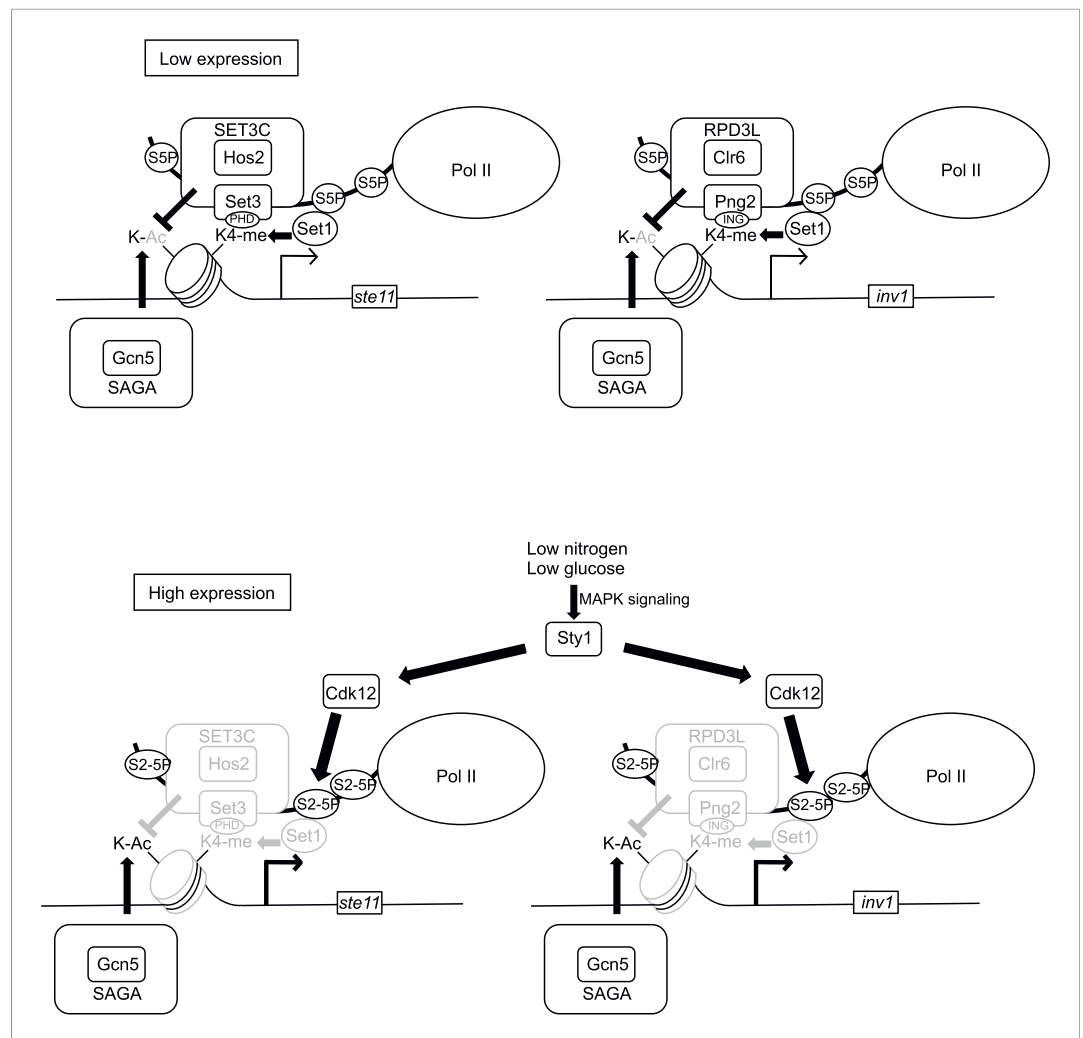 Low expression
SET3C
Hos2
S5P
Set3
PHD
S5P
S5P
Pol II
K-Ac
K4-me
Set1
ste11
Gcn5
SAGA
RPD3L
Clr6
S5P
Png2
ING
S5P
S5P
Pol II
K-Ac
K4-me
Set1
inv1
Gcn5
SAGA
Low nitrogen
Low glucose
MAPK signaling
High expression
Sty1
Cdk12
Cdk12
SET3C
Hos2
S2-5P
Set3
PHD
S2-5P
S2-5P
Pol II
K-Ac
K4-me
Set1
ste11
Gcn5
SAGA
RPD3L
Clr6
S2-5P
Png2
ING
S2-5P
S2-5P
Pol II
K-Ac
K4-me
Set1
inv1
Gcn5
SAGA